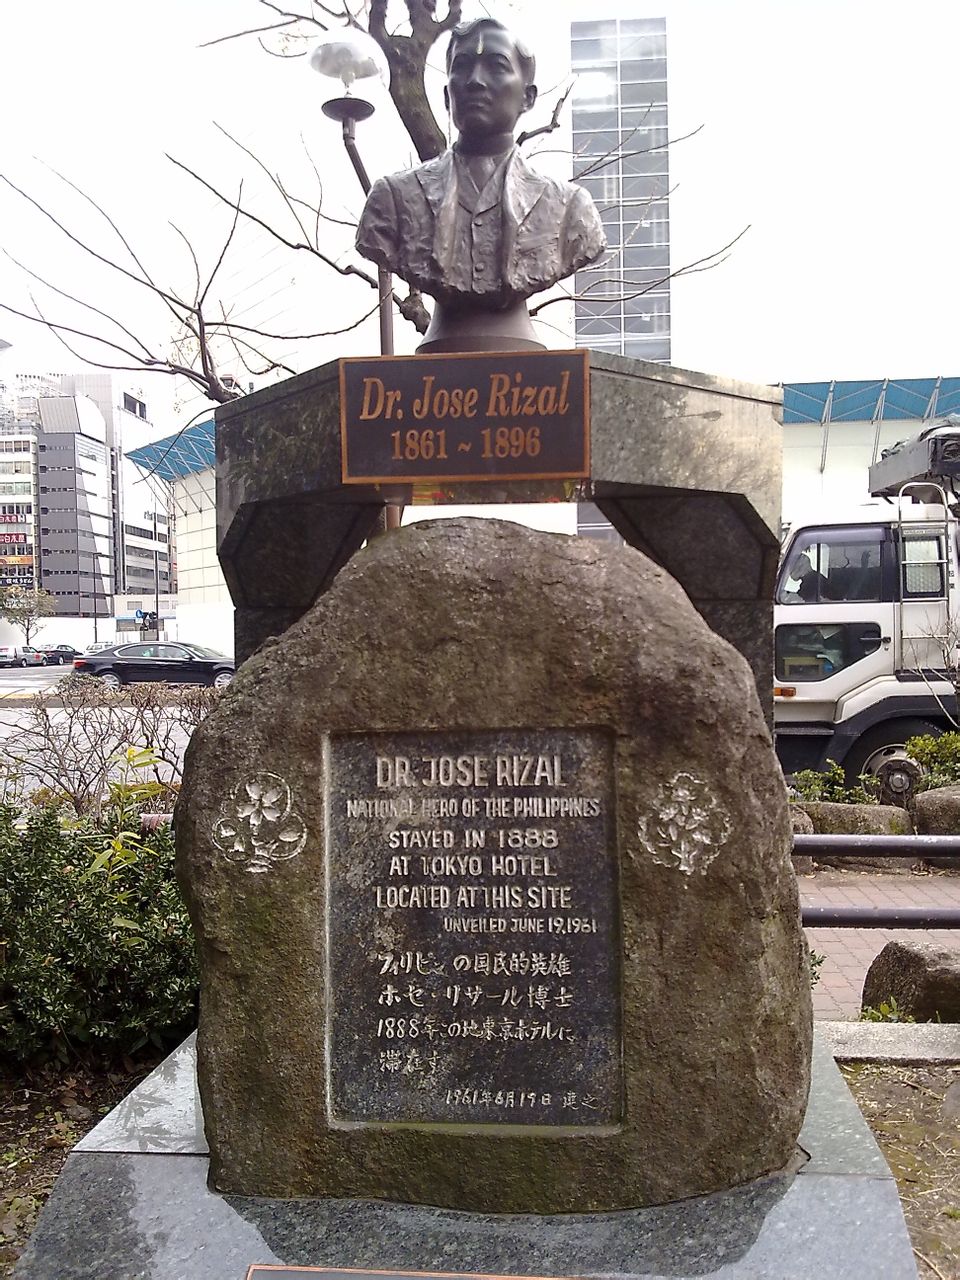 Dr. Jose Rizal
1861 ~ 1896
DR. JOSE RIZAL
NATIONAL HERO OF THE PHILIPPINES
STAYED IN 1888
AT TOKYO HOTEL
LOCATED AT THIS SITE
UNVEILED JUNE 19, 1961
フィリピンの国民的英雄
ホセ・リサール博士
1888年この地東京ホテルに
滞在す
1961年6月19日 建之